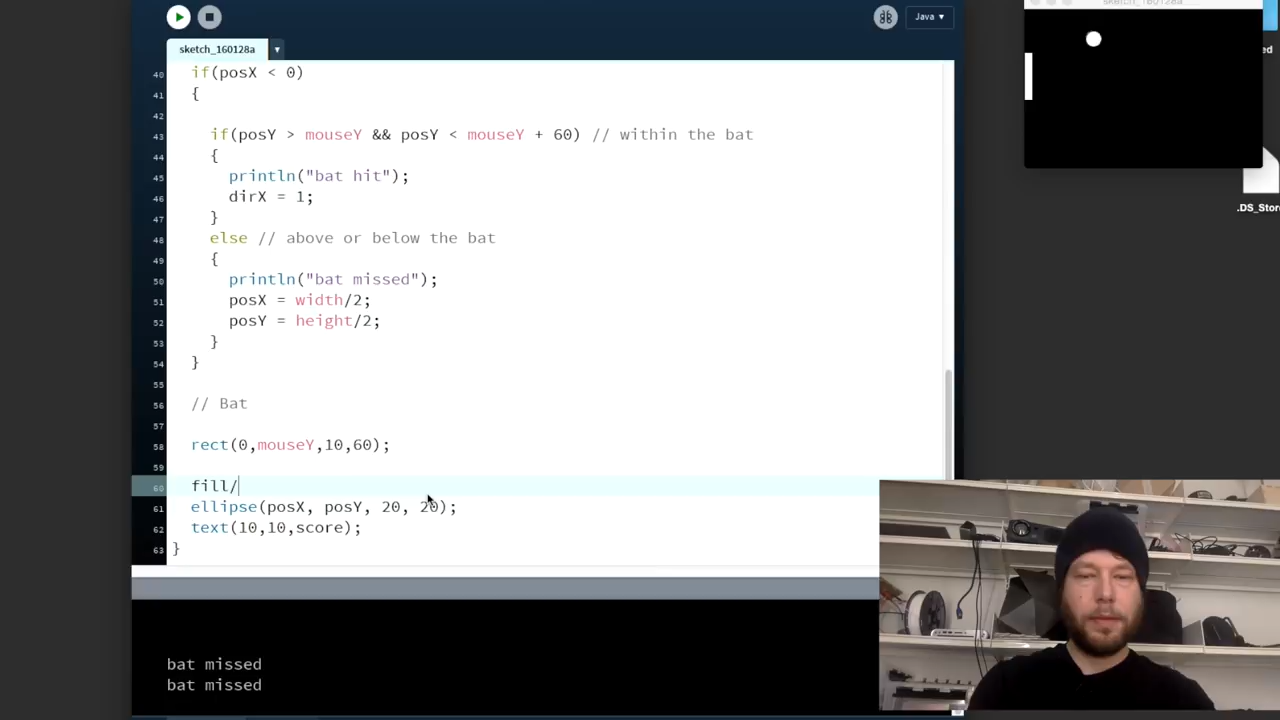 sketch_160128a
Java ▾
sketch_160128a
40 if(posX < 0)
41 {
42
43 if(posY > mouseY && posY < mouseY + 60) // within the bat
44 {
45 println("bat hit");
46 dirX = 1;
47 }
48 else // above or below the bat
49 {
50 println("bat missed");
51 posX = width/2;
52 posY = height/2;
53 }
54 }
55
56 // Bat
57
58 rect(0,mouseY,10,60);
59
60 fill/
61 ellipse(posX, posY, 20, 20);
62 text(10,10,score);
63 }
bat missed
bat missed
ed
.DS_Stor